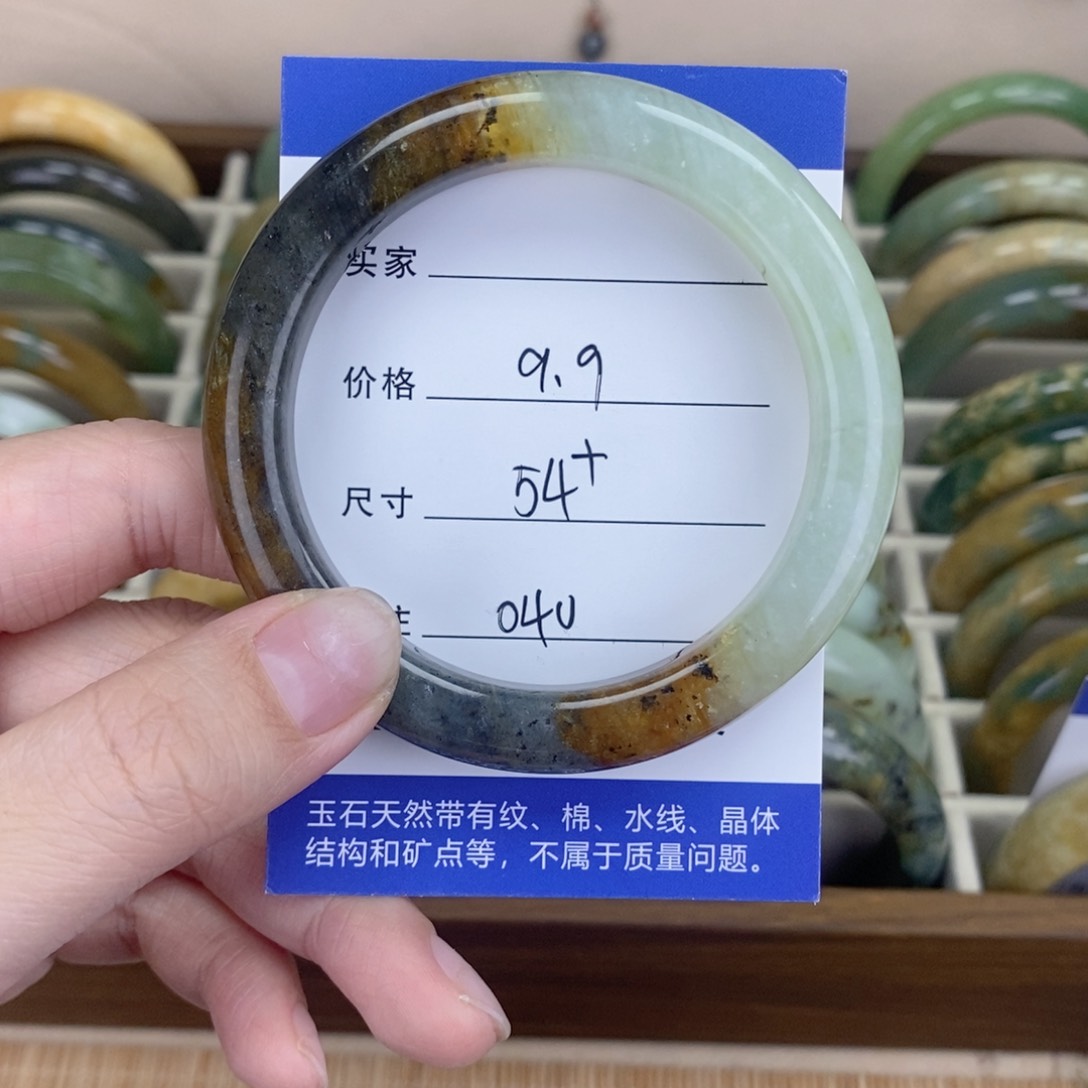 买家
价格 9.9
尺寸 54+
040
玉石天然带有纹、棉、水线、晶体
结构和矿点等，不属于质量问题。